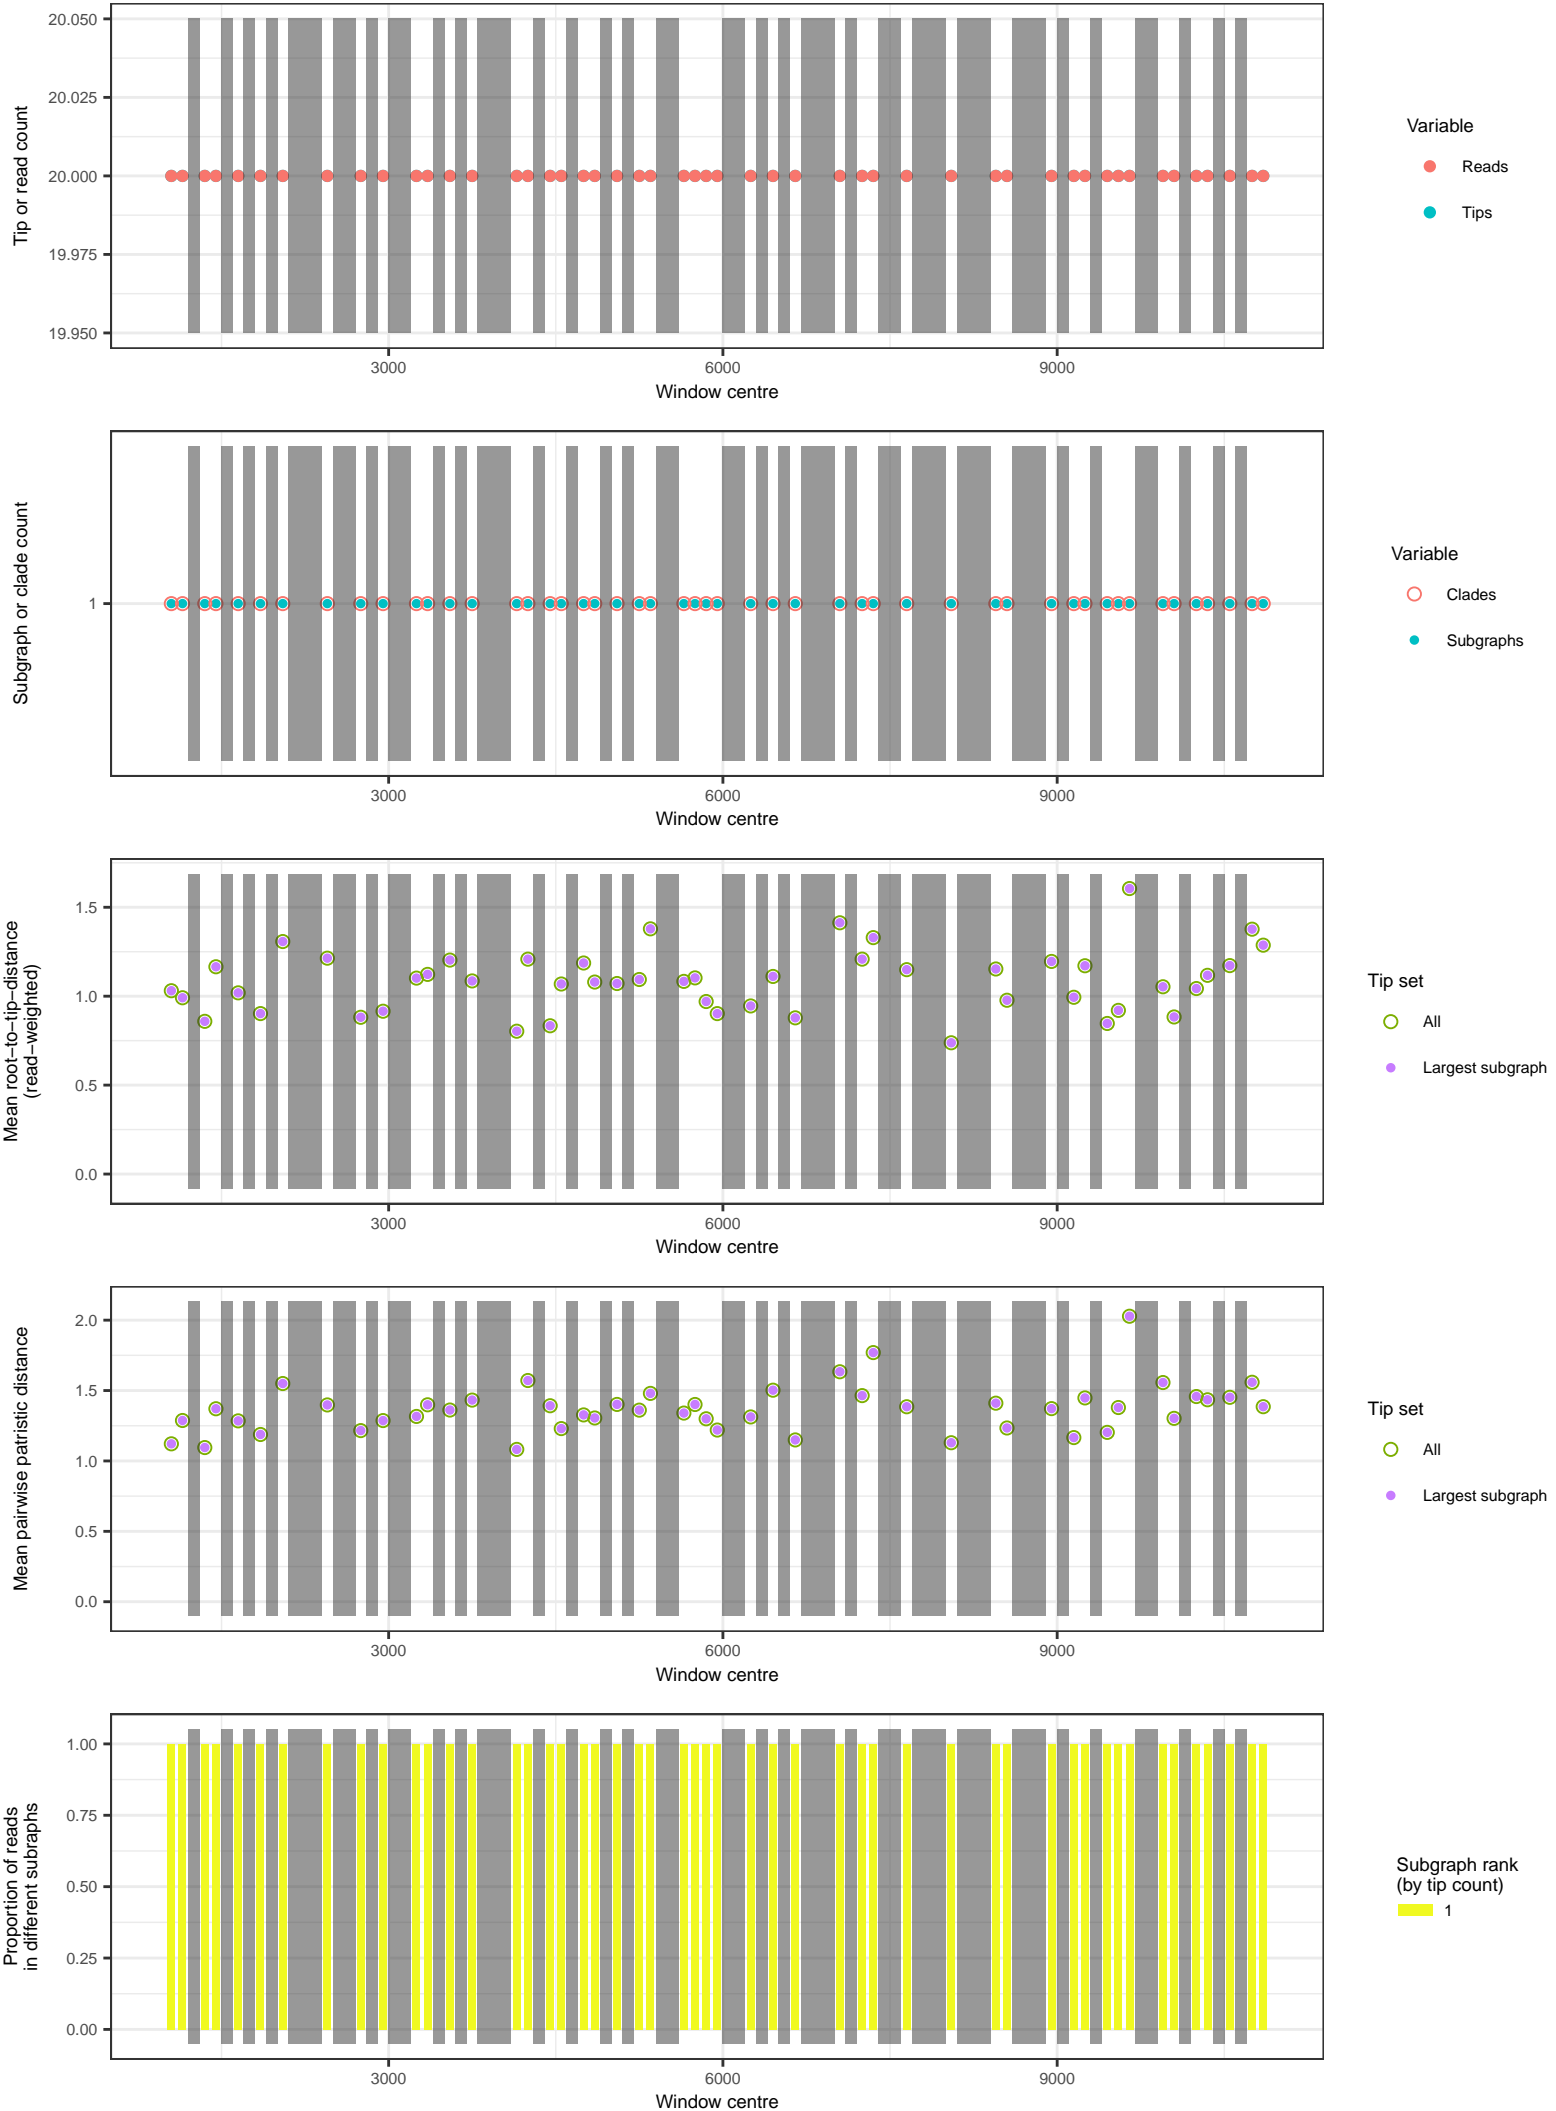 20.050
20.025
20.000
19.975
19.950
Tip or read count
3000
6000
9000
Window centre
Variable
Reads
Tips
1
Subgraph or clade count
3000
6000
9000
Window centre
Variable
Clades
Subgraphs
1.5
1.0
0.5
0.0
Mean root−to−tip−distance
(read−weighted)
3000
6000
9000
Window centre
Tip set
All
Largest subgraph
2.0
1.5
1.0
0.5
0.0
Mean pairwise patristic distance
3000
6000
9000
Window centre
Tip set
All
Largest subgraph
1.00
0.75
0.50
0.25
0.00
Proportion of reads
in different subraphs
3000
6000
9000
Window centre
Subgraph rank
(by tip count)
1